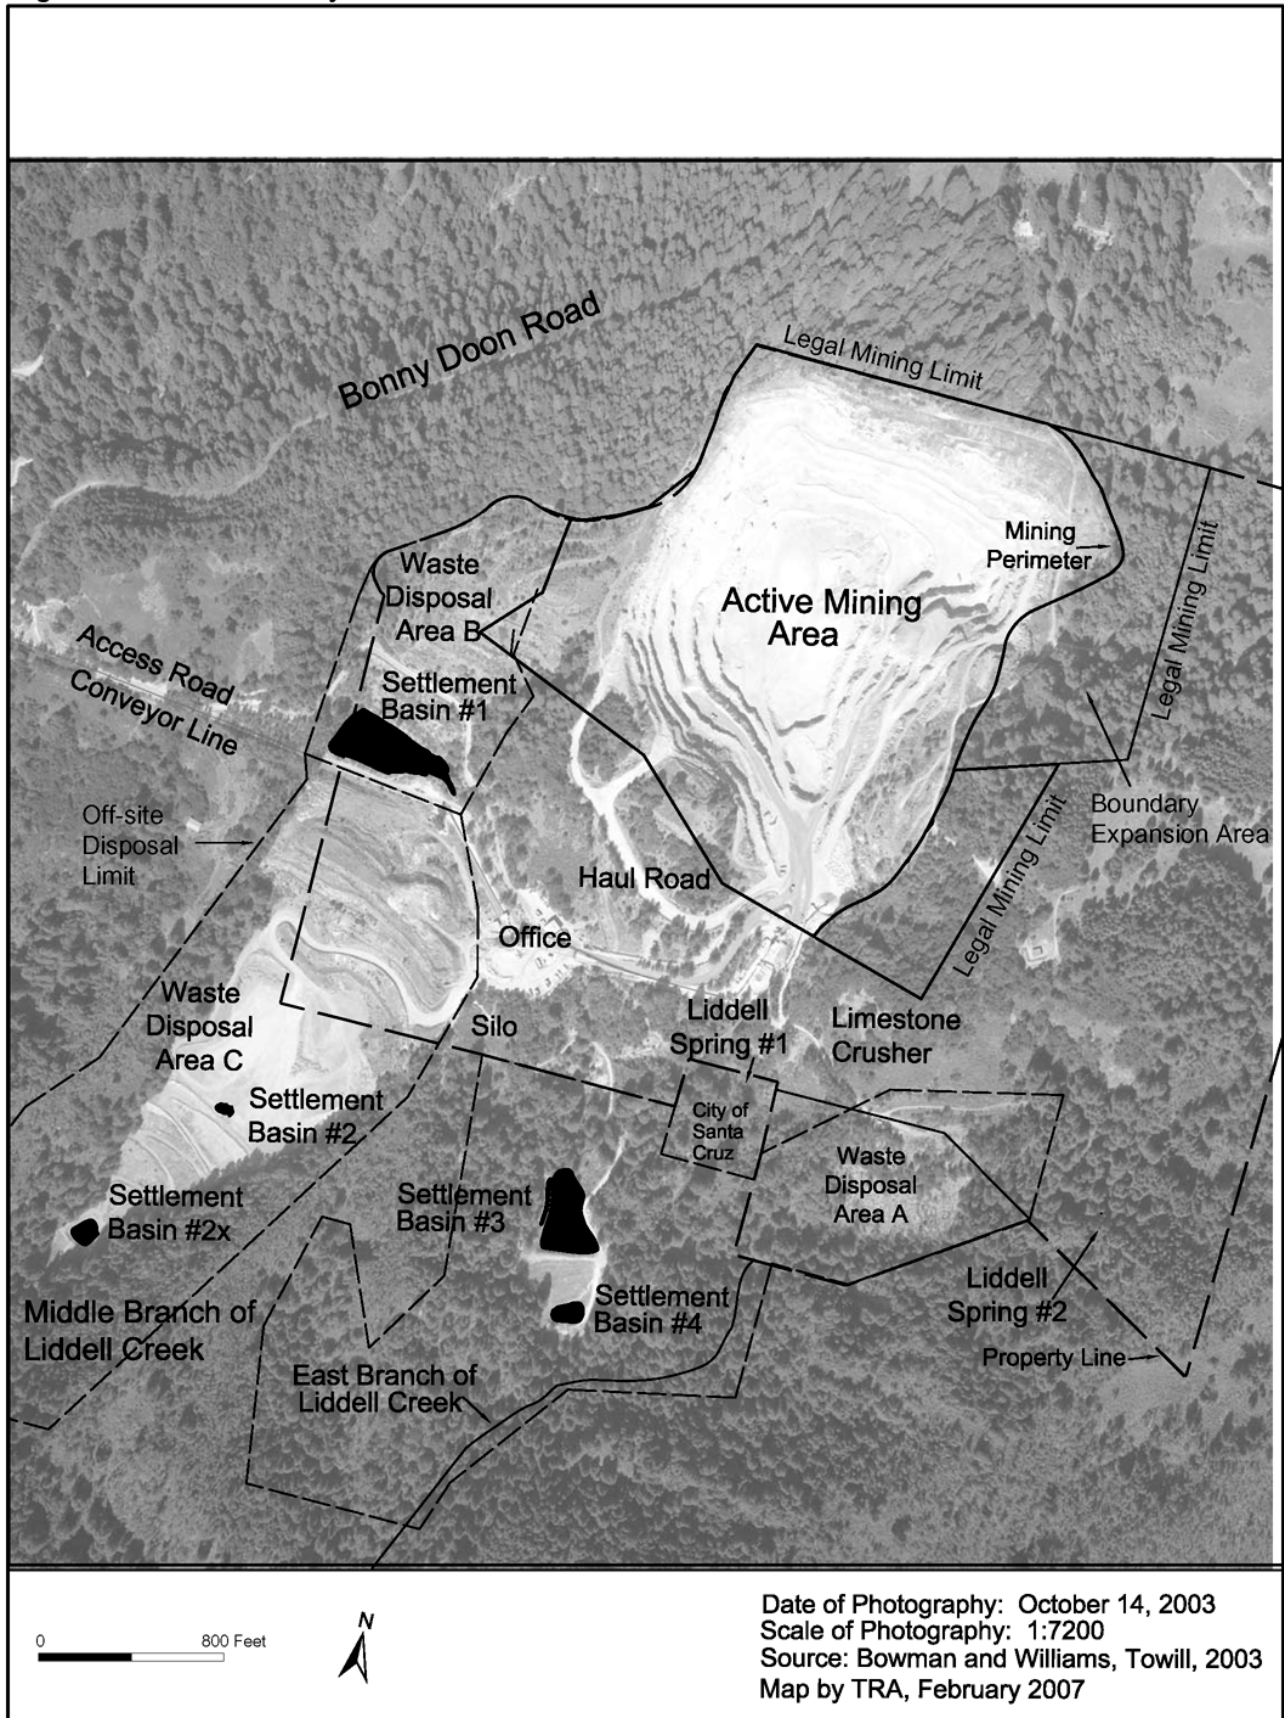 Bonny Doon Road
Legal Mining Limit
Mining
Perimeter
Legal Mining Limit
Waste
Disposal
Area B
Active Mining
Area
Access Road
Conveyor Line
Settlement
Basin #1
Off-site
Disposal
Limit
Boundary
Expansion Area
Legal Mining Limit
Haul Road
Office
Waste
Disposal
Area C
Silo
Liddell
Spring #1
Limestone
Crusher
Settlement
Basin #2
City of
Santa
Cruz
Waste
Disposal
Area A
Settlement
Basin #2x
Settlement
Basin #3
Middle Branch of
Liddell Creek
Settlement
Basin #4
Liddell
Spring #2
Property Line
East Branch of
Liddell Creek
0 800 Feet
N
Date of Photography: October 14, 2003
Scale of Photography: 1:7200
Source: Bowman and Williams, Towill, 2003
Map by TRA, February 2007